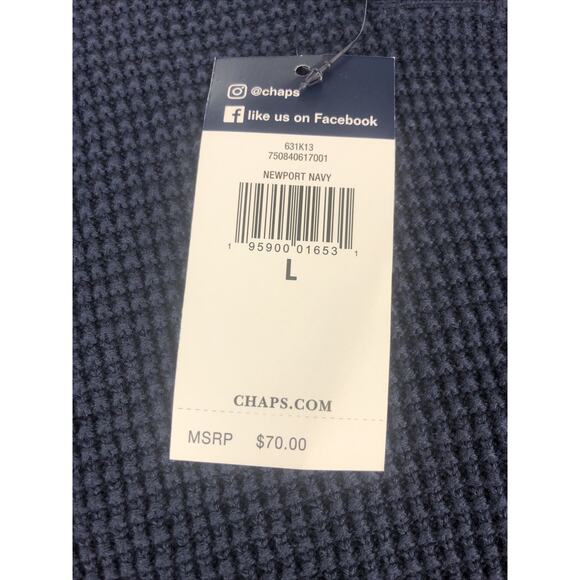 @chaps
like us on Facebook
631K13
750840617001
NEWPORT NAVY
1 95900 01653 1
L
CHAPS.COM
MSRP $70.00